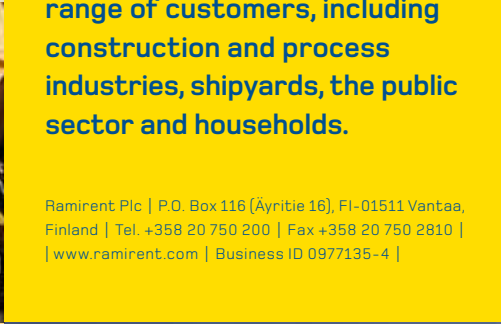 range of customers, including
construction and process
industries, shipyards, the public
sector and households.
Ramirent Plc | P.O. Box 116 (Äyritie 16), FI-01511 Vantaa,
Finland | Tel. +358 20 750 200 | Fax +358 20 750 2810 |
| www.ramirent.com | Business ID 0977135-4 |